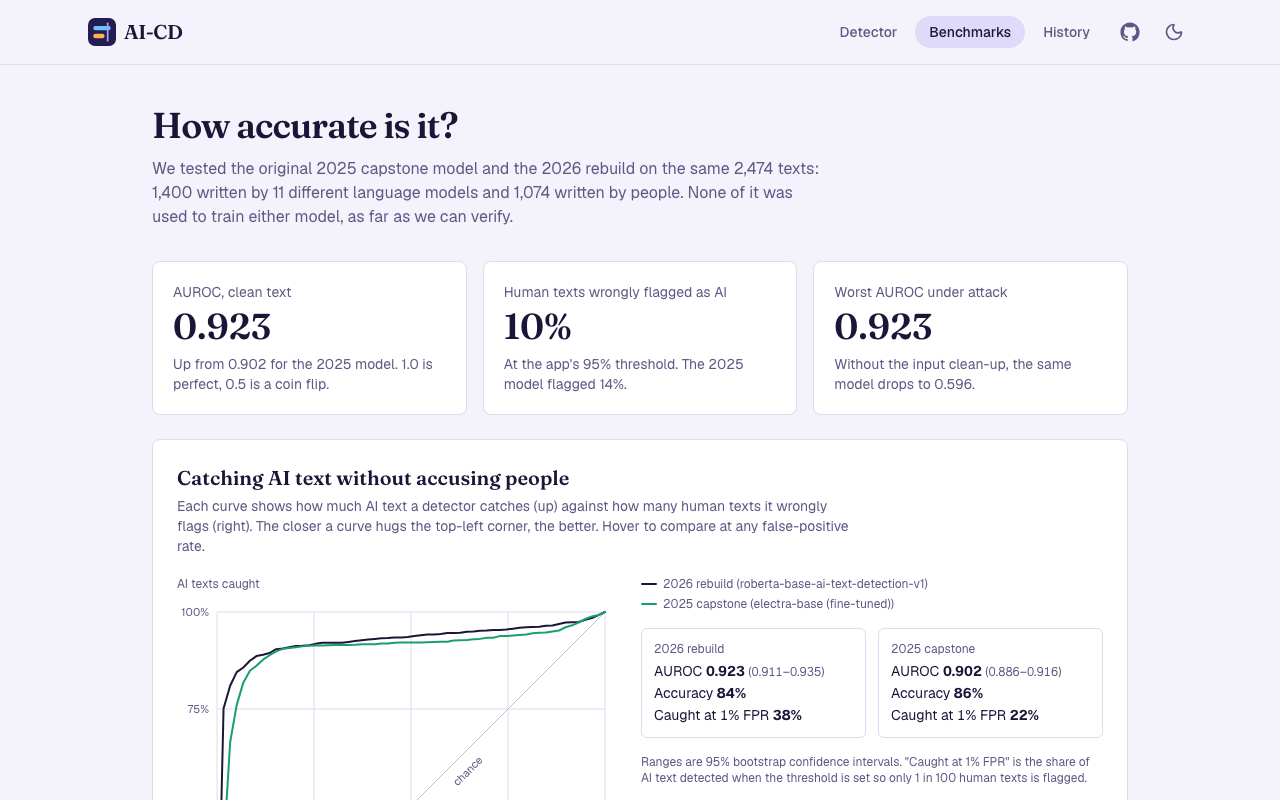 AI-CD
Detector
Benchmarks
History
How accurate is it?
We tested the original 2025 capstone model and the 2026 rebuild on the same 2,474 texts:
1,400 written by 11 different language models and 1,074 written by people. None of it was
used to train either model, as far as we can verify.
AUROC, clean text
0.923
Up from 0.902 for the 2025 model. 1.0 is
perfect, 0.5 is a coin flip.
Human texts wrongly flagged as AI
10%
At the app's 95% threshold. The 2025
model flagged 14%.
Worst AUROC under attack
0.923
Without the input clean-up, the same
model drops to 0.596.
Catching AI text without accusing people
Each curve shows how much AI text a detector catches (up) against how many human texts it wrongly
flags (right). The closer a curve hugs the top-left corner, the better. Hover to compare at any false-positive
rate.
AI texts caught
100%
75%
chance
2026 rebuild (roberta-base-ai-text-detection-v1)
2025 capstone (electra-base (fine-tuned))
2026 rebuild
AUROC 0.923 (0.911–0.935)
Accuracy 84%
Caught at 1% FPR 38%
2025 capstone
AUROC 0.902 (0.886–0.916)
Accuracy 86%
Caught at 1% FPR 22%
Ranges are 95% bootstrap confidence intervals. "Caught at 1% FPR" is the share of
AI text detected when the threshold is set so only 1 in 100 human texts is flagged.